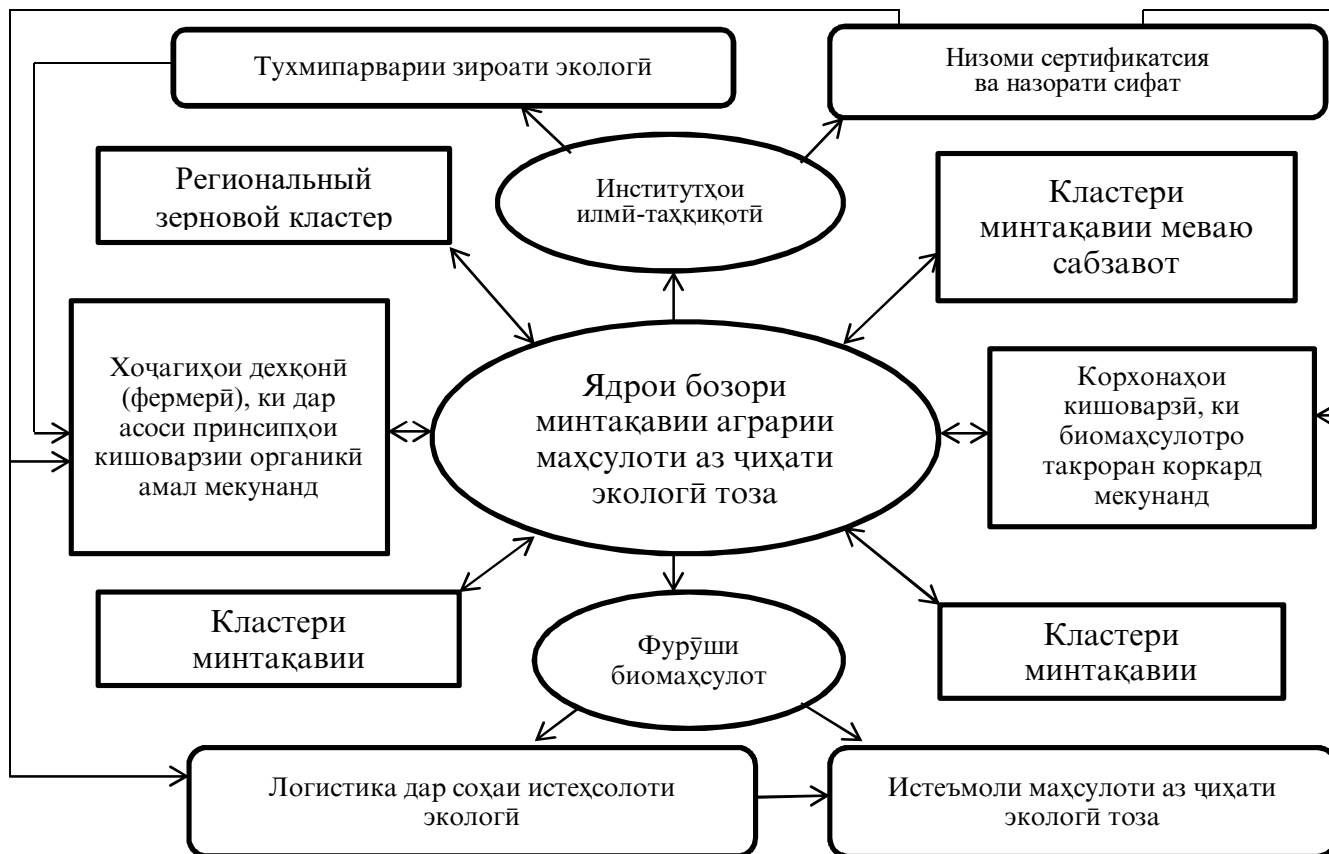 Тухмипарварии зироати экологӣ
Низоми сертификатсия
ва назорати сифат
Региональный
зерновой кластер
Институтҳои
илмӣ-таҳқиқотӣ
Кластери
минтақавии меваю
сабзавот
Хоҷагиҳои деҳқонӣ
(фермерӣ), ки дар
асоси принсипҳои
кишоварзии органикӣ
амал мекунанд
Ядрои бозори
минтақавии аграрии
маҳсулоти аз ҷиҳати
экологӣ тоза
Корхонаҳои
кишоварзӣ, ки
биомаҳсулотро
такроран коркард
мекунанд
Кластери
минтақавии
Фурӯши
биомаҳсулот
Кластери
минтақавии
Логистика дар соҳаи истеҳсолоти
экологӣ
Истеъмоли маҳсулоти аз ҷиҳати
экологӣ тоза